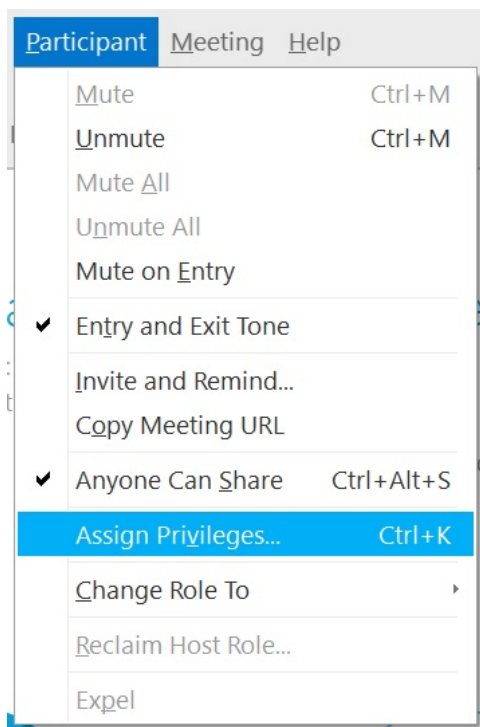 Participant Meeting Help
Mute Ctrl+M
Unmute Ctrl+M
Mute All
Unmute All
Mute on Entry
Entry and Exit Tone
Invite and Remind...
Copy Meeting URL
Anyone Can Share Ctrl+Alt+S
Assign Privileges... Ctrl+K
Change Role To
Reclaim Host Role...
Expel